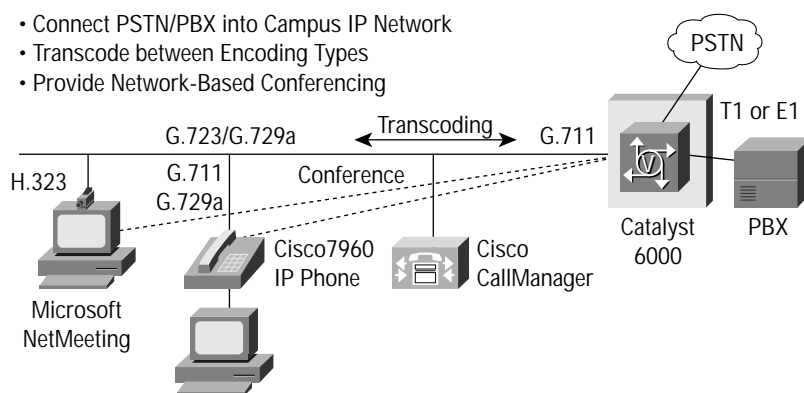 • Connect PSTN/PBX into Campus IP Network
• Transcode between Encoding Types
• Provide Network-Based Conferencing
PSTN
T1 or E1
G.723/G.729a
Transcoding
G.711
H.323
G.711
G.729a
Conference
V
Cisco7960
IP Phone
Cisco
CallManager
Catalyst
6000
PBX
Microsoft
NetMeeting